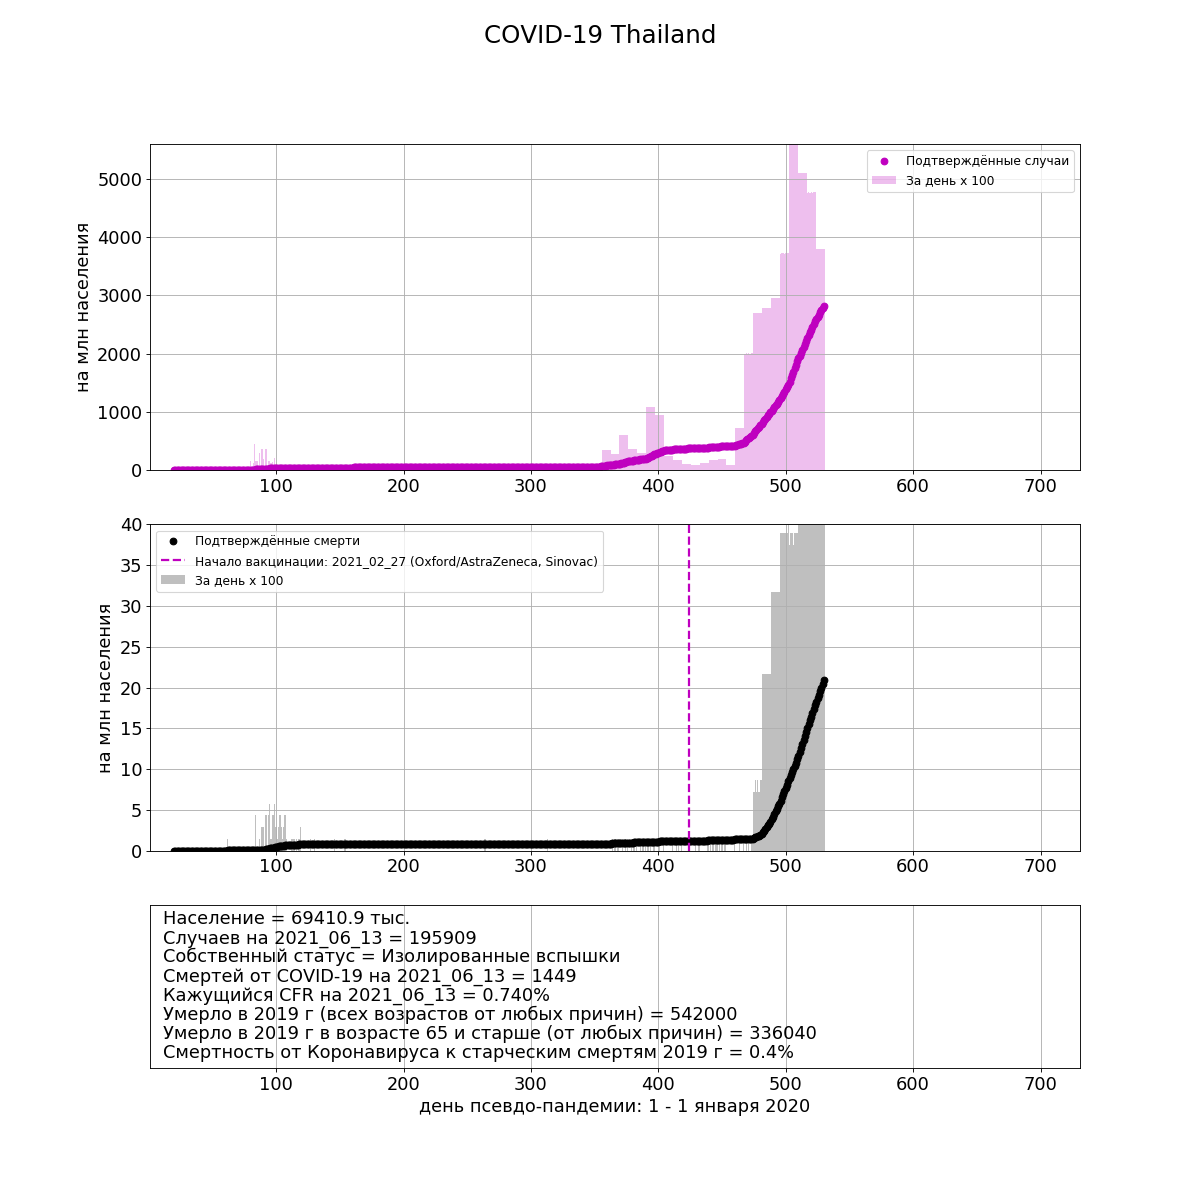 COVID-19 Thailand
на млн населения
5000
4000
3000
2000
1000
0
Подтверждённые случаи
За день x 100
100 200 300 400 500 600 700
на млн населения
40
35
30
25
20
15
10
5
0
Подтверждённые смерти
Начало вакцинации: 2021_02_27 (Oxford/AstraZeneca, Sinovac)
За день x 100
100 200 300 400 500 600 700
Население = 69410.9 тыс.
Случаев на 2021_06_13 = 195909
Собственный статус = Изолированные вспышки
Смертей от COVID-19 на 2021_06_13 = 1449
Кажущийся CFR на 2021_06_13 = 0.740%
Умерло в 2019 г (всех возрастов от любых причин) = 542000
Умерло в 2019 г в возрасте 65 и старше (от любых причин) = 336040
Смертность от Коронавируса к старческим смертям 2019 г = 0.4%
100 200 300 400 500 600 700
день псевдо-пандемии: 1 - 1 января 2020